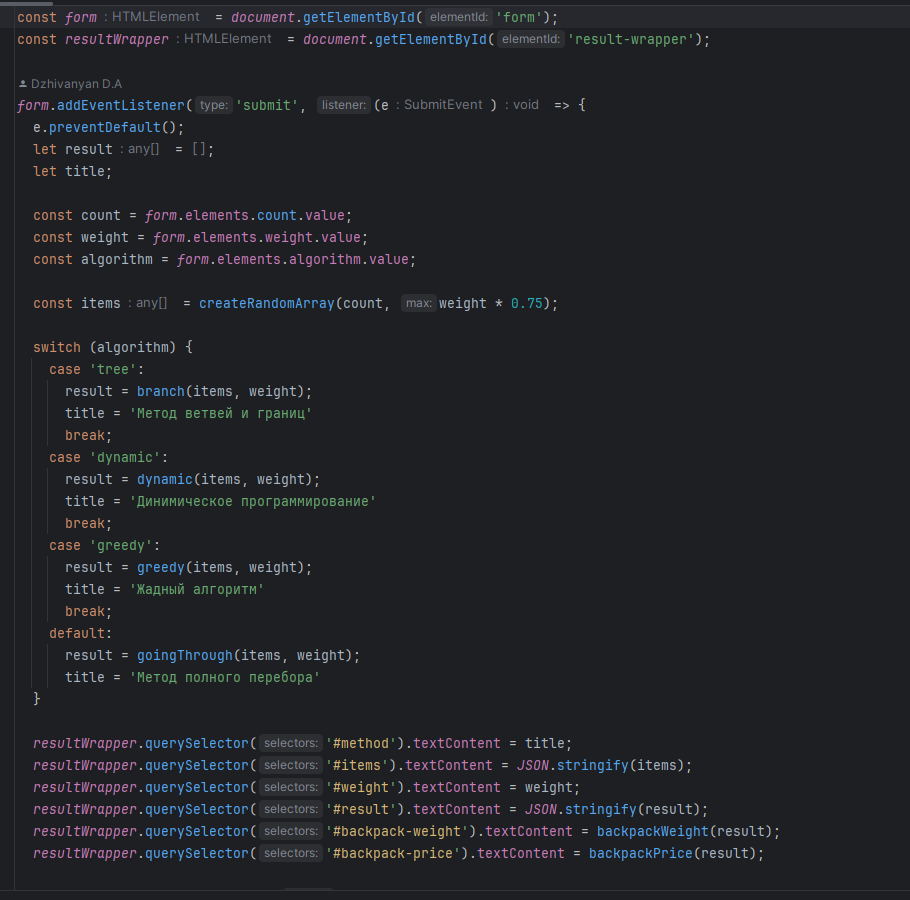 const form : HTMLElement = document.getElementById( elementId: 'form');
const resultWrapper : HTMLElement = document.getElementById( elementId: 'result-wrapper');
Dzhivanyan D.A
form.addEventListener( type: 'submit', listener: (e : SubmitEvent ) : void => {
e.preventDefault();
let result : any[] = [];
let title;
const count = form.elements.count.value;
const weight = form.elements.weight.value;
const algorithm = form.elements.algorithm.value;
const items : any[] = createRandomArray(count, max: weight * 0.75);
switch (algorithm) {
case 'tree':
result = branch(items, weight);
title = 'Метод ветвей и границ'
break;
case 'dynamic':
result = dynamic(items, weight);
title = 'Динимическое программирование'
break;
case 'greedy':
result = greedy(items, weight);
title = 'Жадный алгоритм'
break;
default:
result = goingThrough(items, weight);
title = 'Метод полного перебора'
}
resultWrapper.querySelector( selectors: '#method').textContent = title;
resultWrapper.querySelector( selectors: '#items').textContent = JSON.stringify(items);
resultWrapper.querySelector( selectors: '#weight').textContent = weight;
resultWrapper.querySelector( selectors: '#result').textContent = JSON.stringify(result);
resultWrapper.querySelector( selectors: '#backpack-weight').textContent = backpackWeight(result);
resultWrapper.querySelector( selectors: '#backpack-price').textContent = backpackPrice(result);